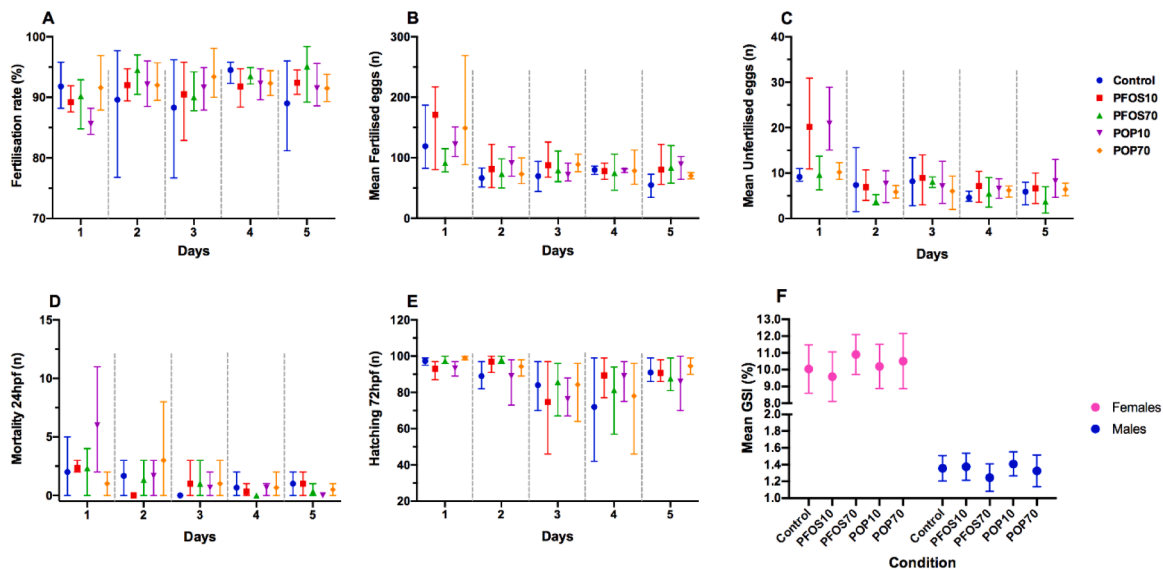 A
Fertilisation rate (%)
100
90
80
70
1 2 3 4 5
Days
B
Mean Fertilised eggs (n)
300
200
100
0
1 2 3 4 5
Days
C
Mean Unfertilised eggs (n)
40
30
20
10
0
1 2 3 4 5
Days
Control
PFOS10
PFOS70
POP10
POP70
D
Mortality 24hpf (n)
15
10
5
0
1 2 3 4 5
Days
E
Hatching 72hpf (n)
120
100
80
60
40
20
1 2 3 4 5
Days
F
Mean GSI (%)
13.0
12.0
11.0
10.0
9.0
8.0
1.8
1.6
1.4
1.2
1.0
Control
PFOS10
PFOS70
POP10
POP70
Control
PFOS10
PFOS70
POP10
POP70
Condition
Females
Males